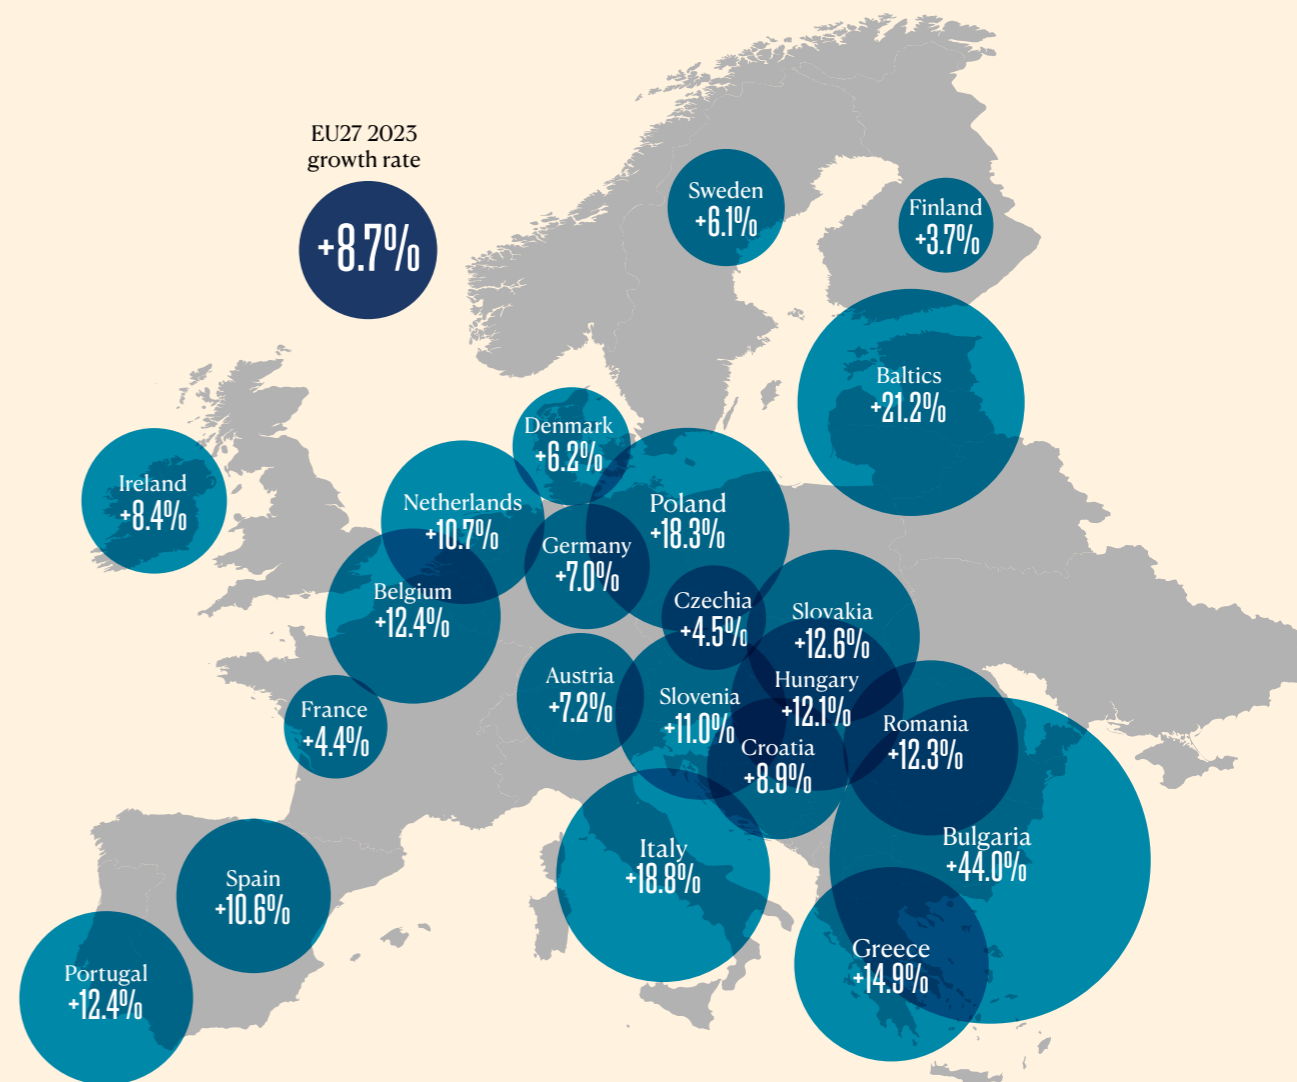 EU27 2023
growth rate
+8.7%
Sweden
+6.1%
Finland
+3.7%
Baltics
+21.2%
Denmark
+6.2%
Ireland
+8.4%
Netherlands
+10.7%
Poland
+18.3%
Germany
+7.0%
Belgium
+12.4%
Czechia
+4.5%
Slovakia
+12.6%
Austria
+7.2%
Slovenia
+11.0%
Hungary
+12.1%
France
+4.4%
Romania
+12.3%
Croatia
+8.9%
Italy
+18.8%
Bulgaria
+44.0%
Spain
+10.6%
Greece
+14.9%
Portugal
+12.4%